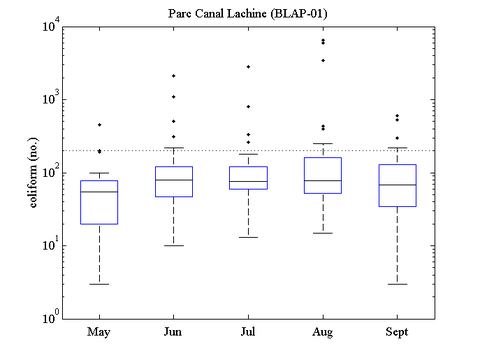 Parc Canal Lachine (BLAP-01)
coliform (no.)
10^4
10^3
10^2
10^1
10^0
May Jun Jul Aug Sept